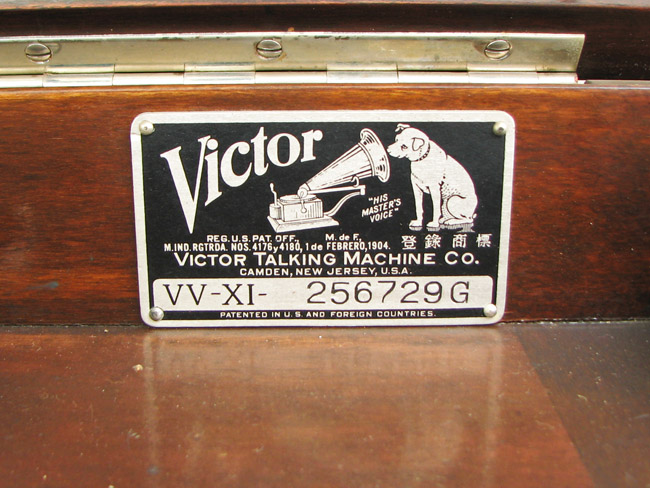 Victor
"HIS
MASTER'S
VOICE"
REG. U.S. PAT. OFF., M. de F.,
M. IND. RGTRDA. NOS. 4176 y 4180, 1 de FEBRERO, 1904. 登錄商標
VICTOR TALKING MACHINE CO.
CAMDEN, NEW JERSEY, U.S.A.
VV-XI- 256729G
PATENTED IN U.S. AND FOREIGN COUNTRIES.